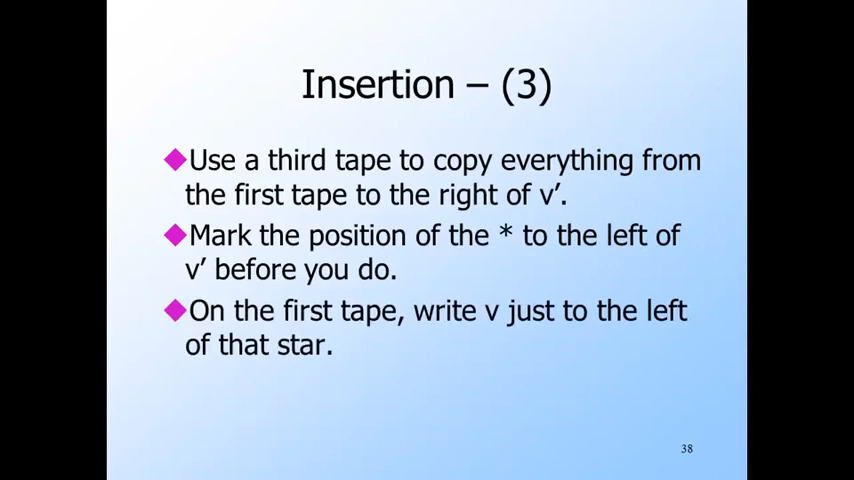 Insertion – (3)
Use a third tape to copy everything from
the first tape to the right of v’.
Mark the position of the * to the left of
v’ before you do.
On the first tape, write v just to the left
of that star.
38